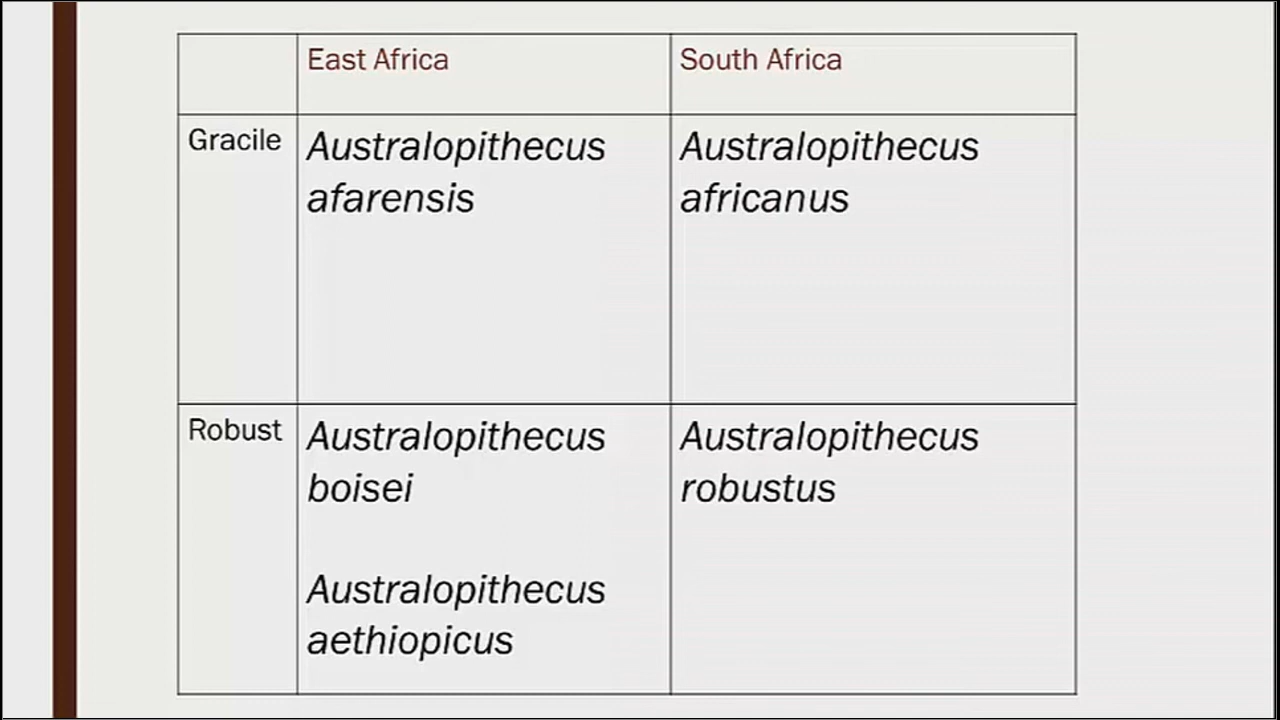 East Africa
South Africa
Gracile
Australopithecus
afarensis
Australopithecus
africanus
Robust
Australopithecus
boisei
Australopithecus
aethiopicus
Australopithecus
robustus